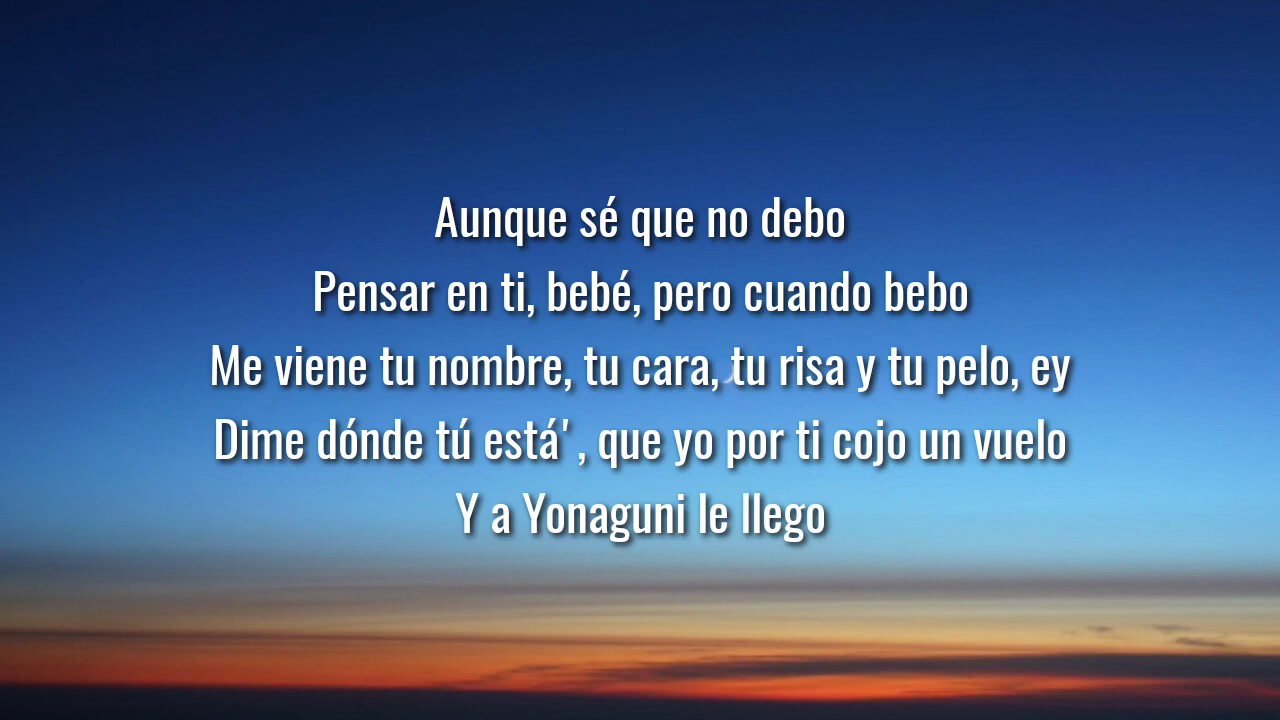 Aunque sé que no debo
Pensar en ti, bebé, pero cuando bebo
Me viene tu nombre, tu cara, tu risa y tu pelo, ey
Dime dónde tú está', que yo por ti cojo un vuelo
Y a Yonaguni le llego